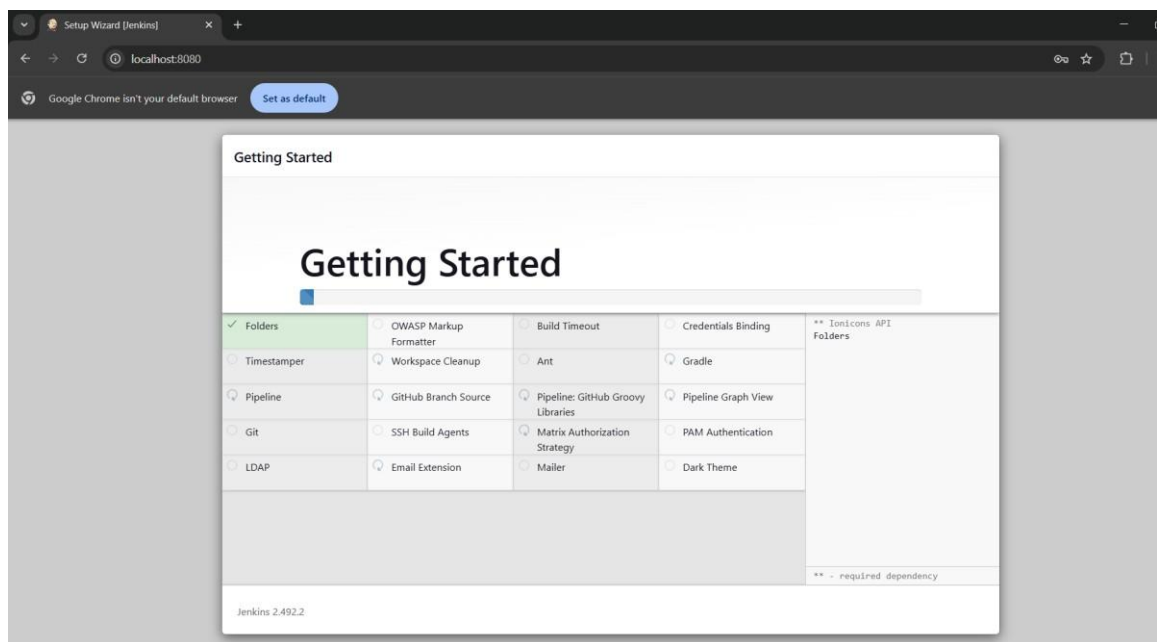 Setup Wizard [Jenkins]
localhost:8080
Google Chrome isn't your default browser
Set as default
Getting Started
Getting Started
Folders
OWASP Markup
Formatter
Build Timeout
Credentials Binding
** Ionicons API
Folders
Timestamper
Workspace Cleanup
Ant
Gradle
Pipeline
GitHub Branch Source
Pipeline: GitHub Groovy
Libraries
Pipeline Graph View
Git
SSH Build Agents
Matrix Authorization
Strategy
PAM Authentication
LDAP
Email Extension
Mailer
Dark Theme
** - required dependency
Jenkins 2.492.2